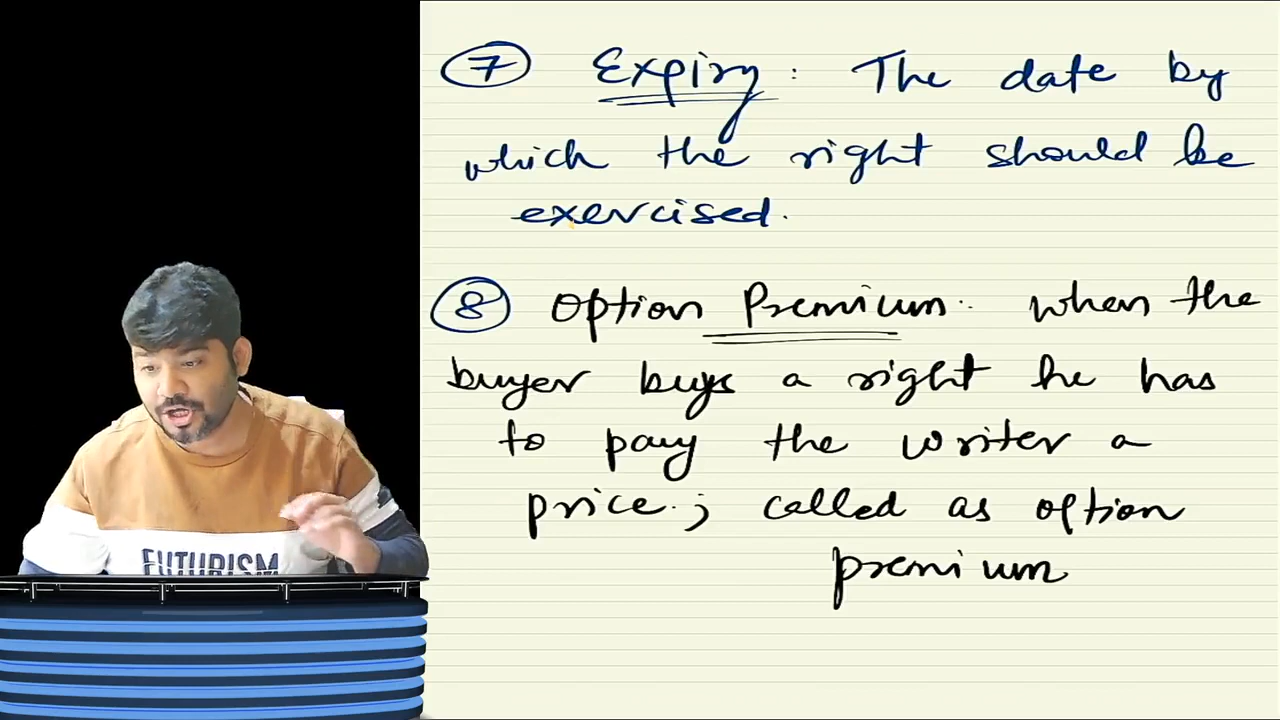 7 Expiry : The date by
which the right should be
exercised.
8 Option Premium : when the
buyer buys a right he has
to pay the writer a
price ; called as option
premium
FUTURISM